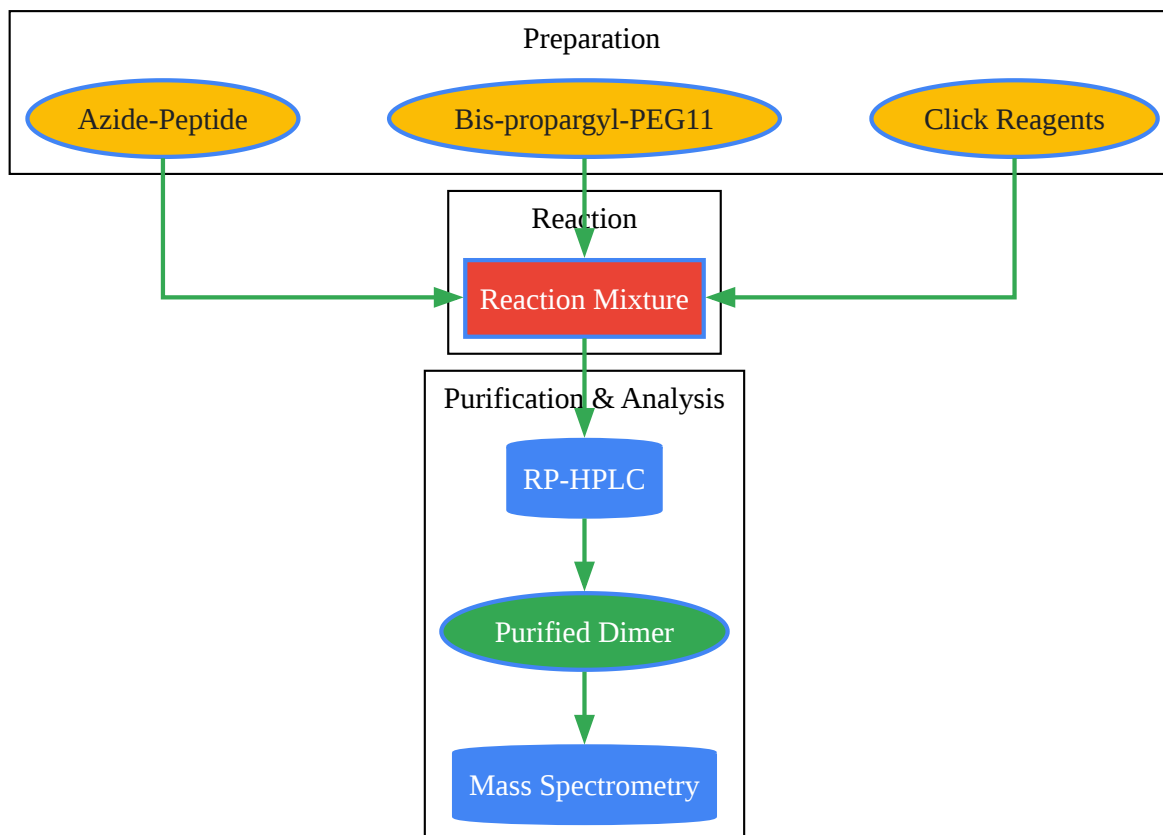 Preparation
Azide-Peptide
Bis-propargyl-PEG11
Click Reagents
Reaction
Reaction Mixture
Purification & Analysis
RP-HPLC
Purified Dimer
Mass Spectrometry